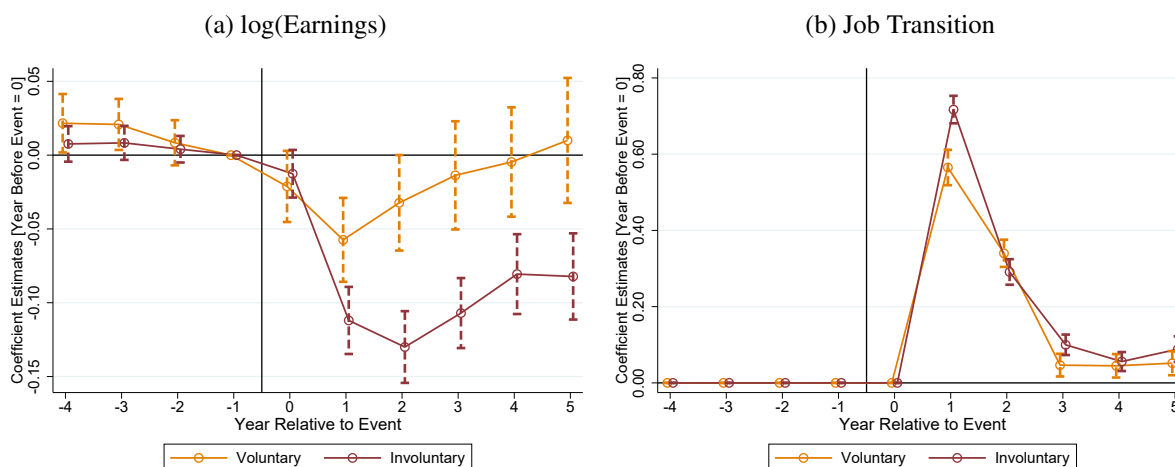 (a) log(Earnings)
Coefficient Estimates [Year Before Event = 0]
0.05
0.00
-0.05
-0.10
-0.15
-4 -3 -2 -1 0 1 2 3 4 5
Year Relative to Event
Voluntary Involuntary
(b) Job Transition
Coefficient Estimates [Year Before Event = 0]
0.80
0.60
0.40
0.20
0.00
-4 -3 -2 -1 0 1 2 3 4 5
Year Relative to Event
Voluntary Involuntary